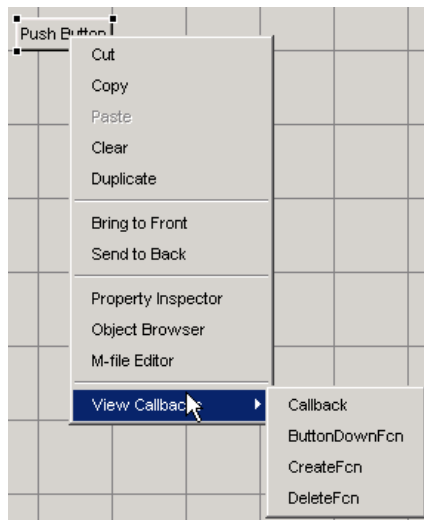 Push Button
Cut
Copy
Paste
Clear
Duplicate
Bring to Front
Send to Back
Property Inspector
Object Browser
M-file Editor
View Callbacks
Callback
ButtonDownFcn
CreateFcn
DeleteFcn